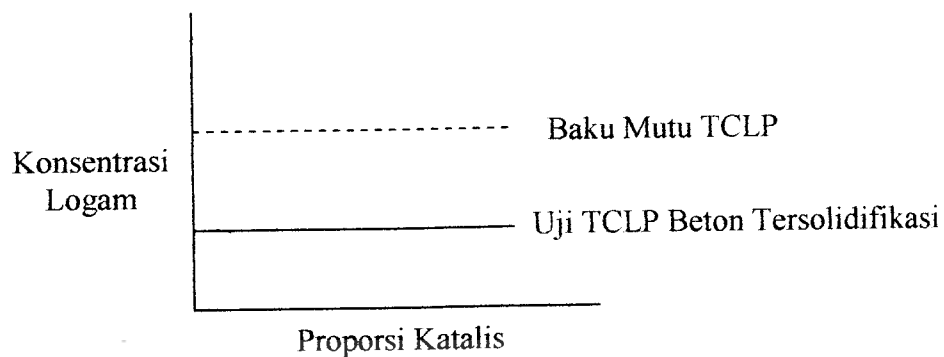 Baku Mutu TCLP
Konsentrasi
Logam
Uji TCLP Beton Tersolidifikasi
Proporsi Katalis